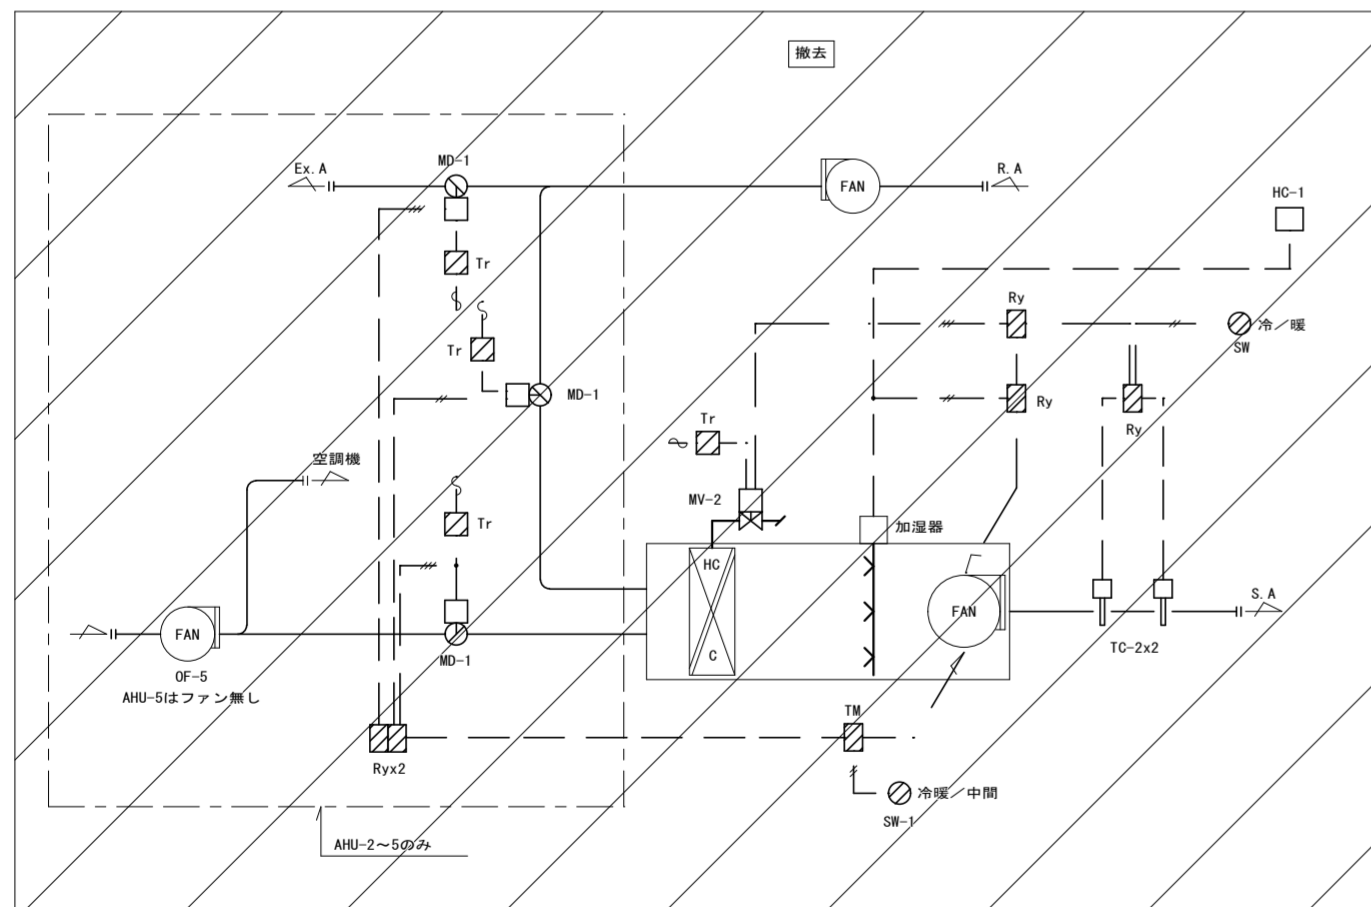 撤去
Ex.A
MD-1
FAN
R.A
HC-1
Tr
Ry
冷/暖
SW
Tr
MD-1
Ry
Ry
Tr
空調機
MV-2
加湿器
Tr
HC
C
FAN
S.A
TC-2x2
FAN
MD-1
OF-5
AHU-5はファン無し
TM
Ryx2
冷暖/中間
SW-1
AHU-2～5のみ